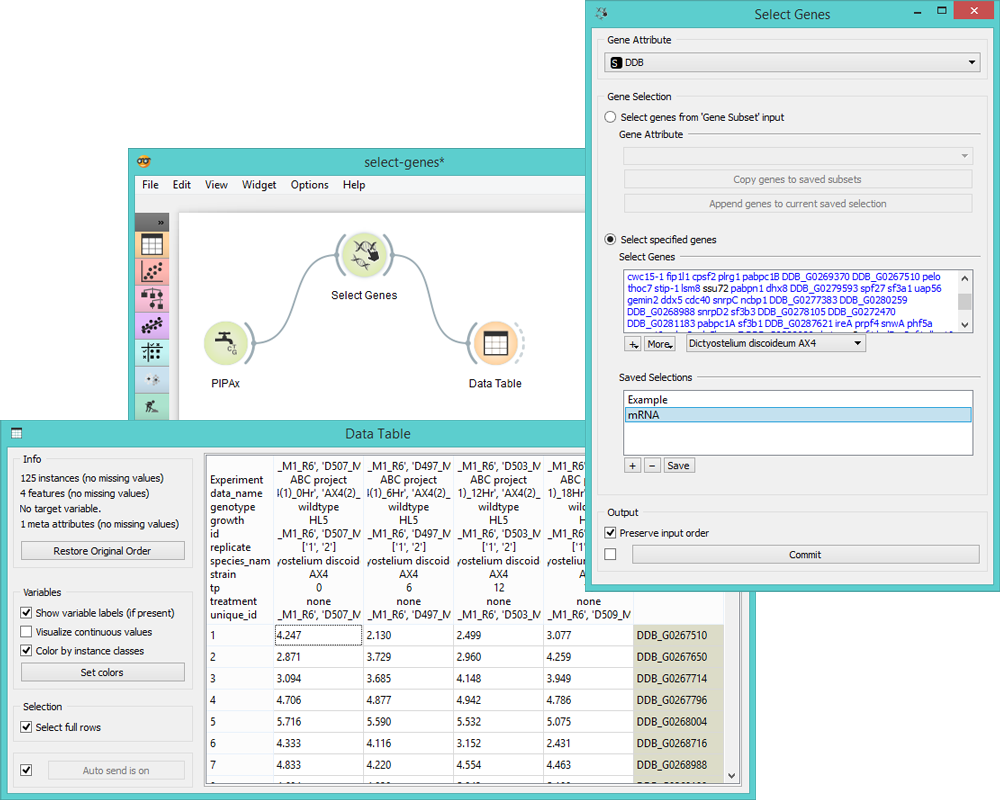 Select Genes
Gene Attribute
S DDB
Gene Selection
Select genes from 'Gene Subset' input
Gene Attribute
Copy genes to saved subsets
Append genes to current saved selection
Select specified genes
Select Genes
cwc15-1 fip1l1 cpsf2 plrg1 pabpc1B DDB_G0269370 DDB_G0267510 pelo
thoc7 stip-1 lsm8 ssu72 pabpn1 dhx8 DDB_G0279593 spf27 sf3a1 uap56
gemin2 ddx5 cdc40 snrpC ncbp1 DDB_G0277383 DDB_G0280259
DDB_G0268988 snrpD2 sf3b3 DDB_G0278105 DDB_G0272470
DDB_G0281183 pabpc1A sf3b1 DDB_G0287621 ireA prpf4 snwA phf5a
+ More Dictyostelium discoideum AX4
Saved Selections
Example
mRNA
+ − Save
Output
Preserve input order
Commit
select-genes*
File Edit View Widget Options Help
»
Select Genes
PIPAx
Data Table
Data Table
Info
125 instances (no missing values)
4 features (no missing values)
No target variable.
1 meta attributes (no missing values)
Restore Original Order
Variables
Show variable labels (if present)
Visualize continuous values
Color by instance classes
Set colors
Selection
Select full rows
Auto send is on
_M1_R6', 'D507_M _M1_R6', 'D497_M _M1_R6', 'D503_M _M1_R6',
Experiment ABC project ABC project ABC project ABC
data_name (1)_0Hr', 'AX4(2)_ (1)_6Hr', 'AX4(2)_ 1)_12Hr', 'AX4(2)_ 1)_18Hr',
genotype wildtype wildtype wildtype wil
growth HL5 HL5 HL5 H
id _M1_R6', 'D507_M _M1_R6', 'D497_M _M1_R6', 'D503_M _M1_R6',
replicate ['1', '2'] ['1', '2'] ['1', '2'] ['1
species_nam yostelium discoid yostelium discoid yostelium discoid yosteliu
strain AX4 AX4 AX4 A
tp 0 6 12
treatment none none none none
unique_id _M1_R6', 'D507_M _M1_R6', 'D497_M _M1_R6', 'D503_M _M1_R6', 'D509_M
1 4.247 2.130 2.499 3.077 DDB_G0267510
2 2.871 3.729 2.960 4.259 DDB_G0267650
3 3.094 3.685 4.148 3.949 DDB_G0267714
4 4.706 4.877 4.942 4.786 DDB_G0267796
5 5.716 5.590 5.532 5.075 DDB_G0268004
6 4.333 4.116 3.152 2.431 DDB_G0268716
7 4.833 4.220 4.554 4.463 DDB_G0268988